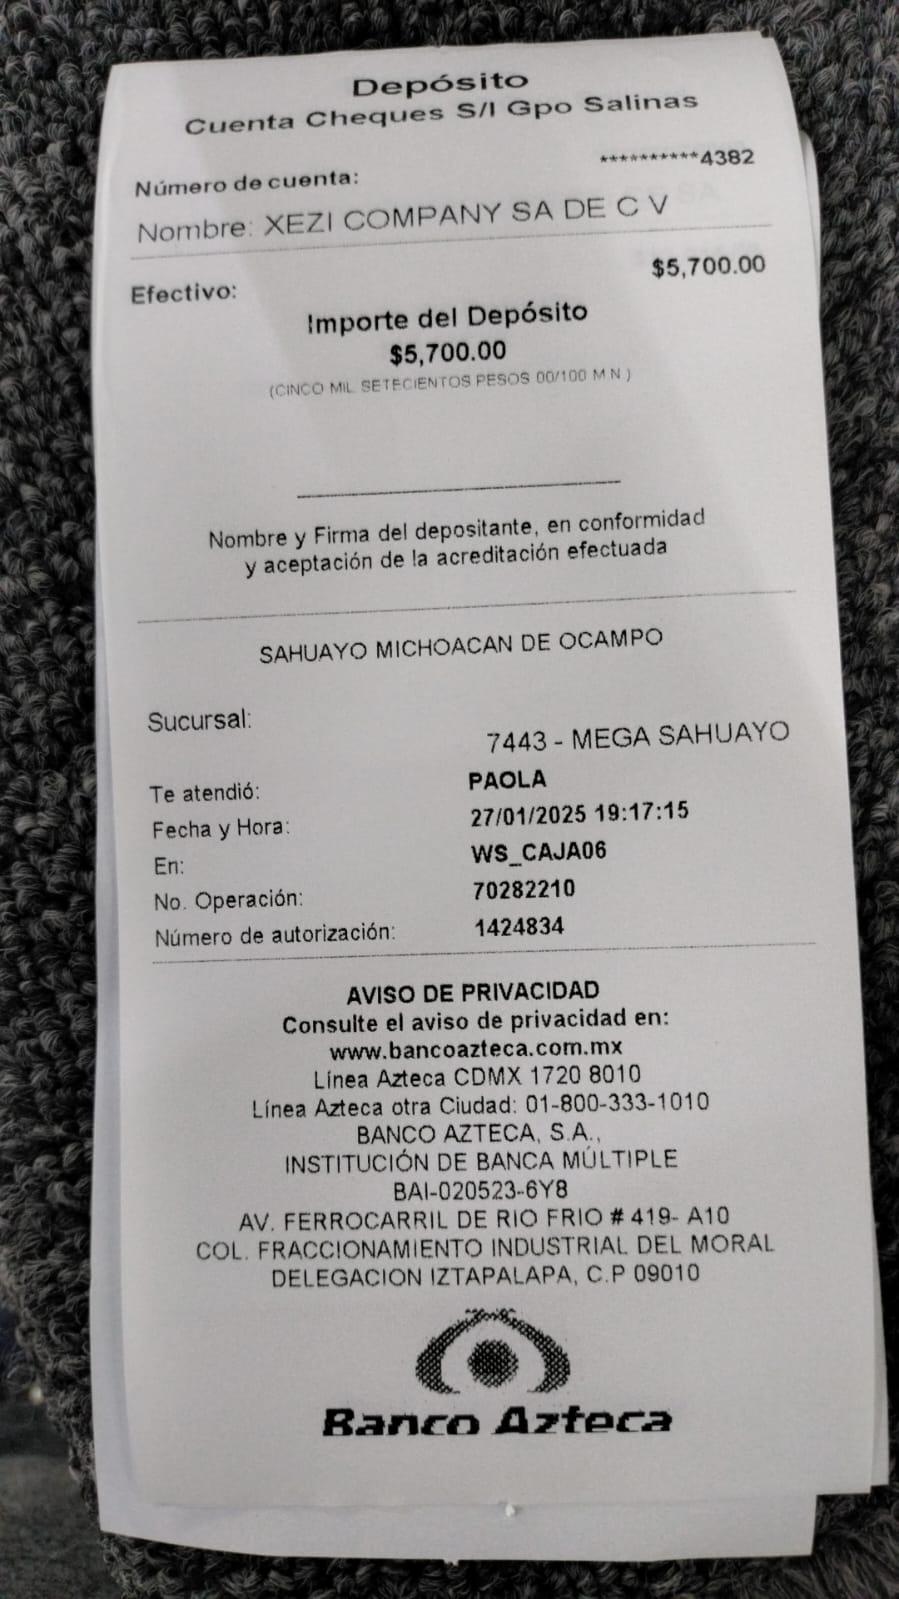 Depósito
Cuenta Cheques S/I Gpo Salinas
Número de cuenta: **********4382
Nombre: XEZI COMPANY SA DE C V
Efectivo: $5,700.00
Importe del Depósito
$5,700.00
(CINCO MIL SETECIENTOS PESOS 00/100 M.N.)
Nombre y Firma del depositante, en conformidad
y aceptación de la acreditación efectuada
SAHUAYO MICHOACAN DE OCAMPO
Sucursal: 7443 - MEGA SAHUAYO
Te atendió: PAOLA
Fecha y Hora: 27/01/2025 19:17:15
En: WS_CAJA06
No. Operación: 70282210
Número de autorización: 1424834
AVISO DE PRIVACIDAD
Consulte el aviso de privacidad en:
www.bancoazteca.com.mx
Línea Azteca CDMX 1720 8010
Línea Azteca otra Ciudad: 01-800-333-1010
BANCO AZTECA, S.A.,
INSTITUCIÓN DE BANCA MÚLTIPLE
BAI-020523-6Y8
AV. FERROCARRIL DE RIO FRIO # 419- A10
COL. FRACCIONAMIENTO INDUSTRIAL DEL MORAL
DELEGACION IZTAPALAPA, C.P 09010
Banco Azteca